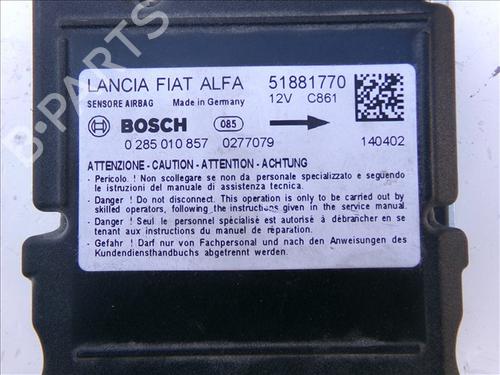 LANCIA FIAT ALFA 51881770
SENSORE AIRBAG Made in Germany 12V C861
BOSCH 085
0 285 010 857 0277079 140402
ATTENZIONE - CAUTION - ATTENTION - ACHTUNG
- Pericolo. ! Non scollegare se non da personale specializzato e seguendo
le istruzioni del manuale di assistenza tecnica.
- Danger ! Do not disconnect. This operation is only to be carried out by
skilled operators, following the instructions given in the service manual.
- Danger ! Seul le personnel spécialisé est autorisé à débrancher en se
tenant aux instructions du manuel de réparation.
- Gefahr ! Darf nur von Fachpersonal und nach den Anweisungen des
Kundendiensthandbuchs abgetrennt werden.
B-PARTS